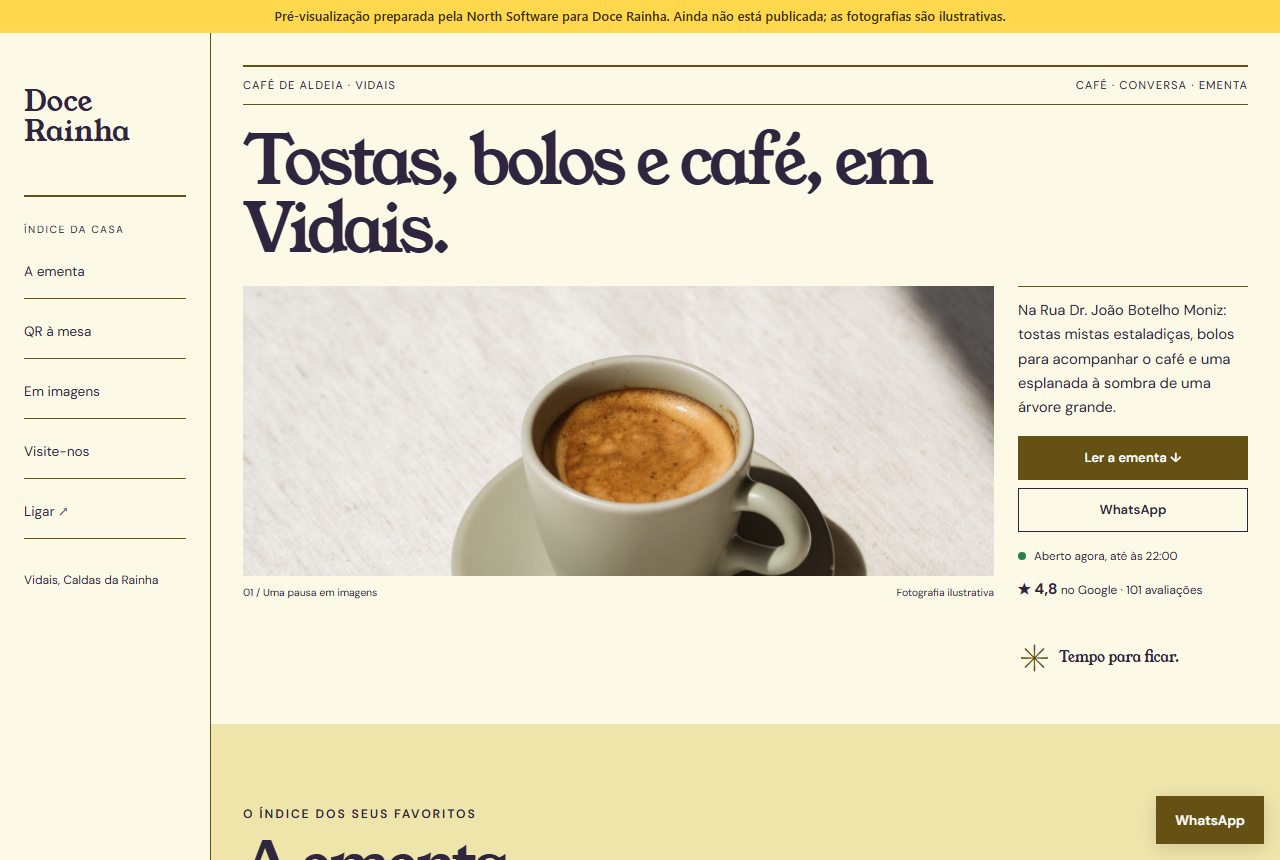 Pré-visualização preparada pela North Software para Doce Rainha. Ainda não está publicada; as fotografias são ilustrativas.
Doce
Rainha
ÍNDICE DA CASA
A ementa
QR à mesa
Em imagens
Visite-nos
Ligar ↗
Vidais, Caldas da Rainha
CAFÉ DE ALDEIA · VIDAIS
CAFÉ · CONVERSA · EMENTA
Tostas, bolos e café, em
Vidais.
01 / Uma pausa em imagens
Fotografia ilustrativa
Na Rua Dr. João Botelho Moniz:
tostas mistas estaladiças, bolos
para acompanhar o café e uma
esplanada à sombra de uma
árvore grande.
Ler a ementa ↓
WhatsApp
Aberto agora, até às 22:00
★ 4,8 no Google · 101 avaliações
Tempo para ficar.
O ÍNDICE DOS SEUS FAVORITOS
A ementa
WhatsApp